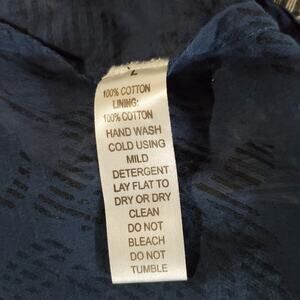 100% COTTON
LINING:
100% COTTON
HAND WASH
COLD USING
MILD
DETERGENT
LAY FLAT TO
DRY OR DRY
CLEAN
DO NOT
BLEACH
DO NOT
TUMBLE